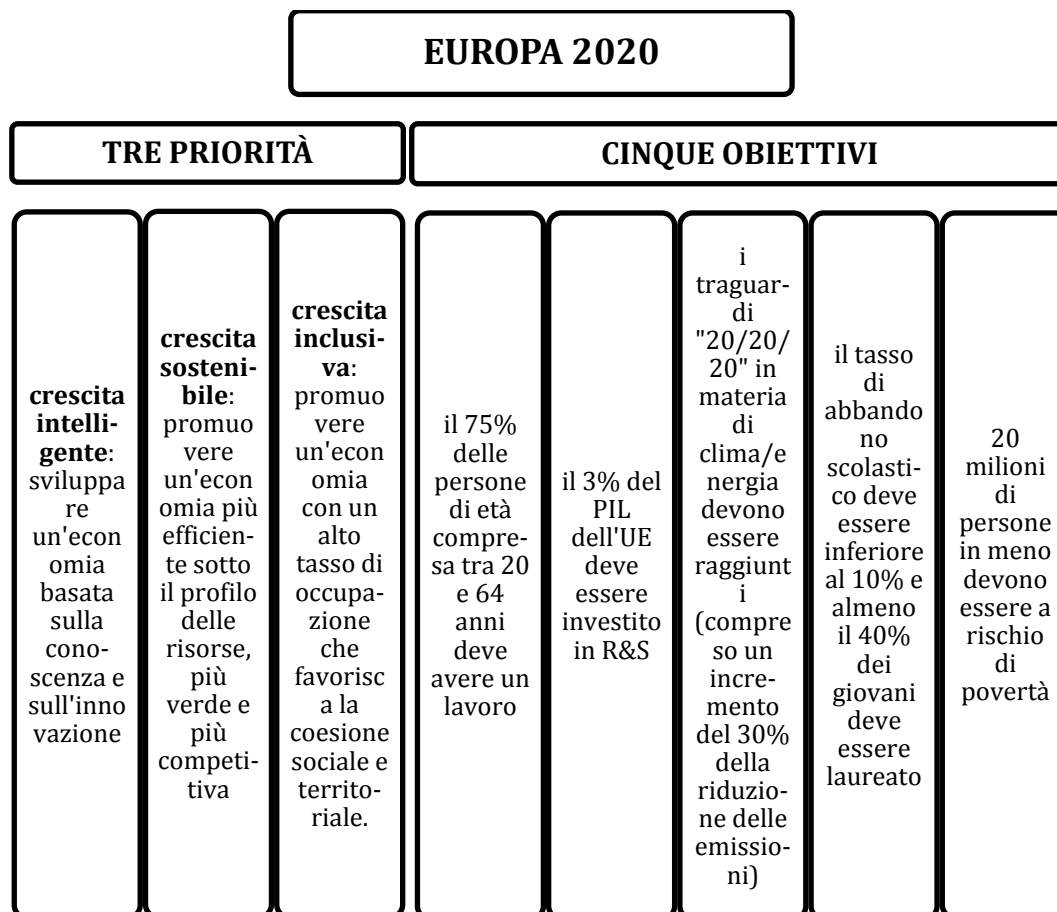 EUROPA 2020
TRE PRIORITÀ
CINQUE OBIETTIVI
crescita
intelli-
gente:
sviluppa
re
un'econ
omia
basata
sulla
cono-
scenza e
sull'inno
vazione
crescita
sosteni-
bile:
promuo
vere
un'econ
omia più
efficien-
te sotto
il profilo
delle
risorse,
più
verde e
più
competi-
tiva
crescita
inclusi-
va:
promuo
vere
un'econ
omia
con un
alto
tasso di
occupa-
zione
che
favorisc
a la
coesione
sociale e
territo-
riale.
il 75%
delle
persone
di età
compre-
sa tra 20
e 64
anni
deve
avere un
lavoro
il 3% del
PIL
dell'UE
deve
essere
investito
in R&S
i
traguar-
di
"20/20/
20" in
materia
di
clima/e
nergia
devono
essere
raggiunt
i
(compre
so un
incre-
mento
del 30%
della
riduzio-
ne delle
emissio-
ni)
il tasso
di
abbando
no
scolasti-
co deve
essere
inferiore
al 10% e
almeno
il 40%
dei
giovani
deve
essere
laureato
20
milioni
di
persone
in meno
devono
essere a
rischio
di
povertà